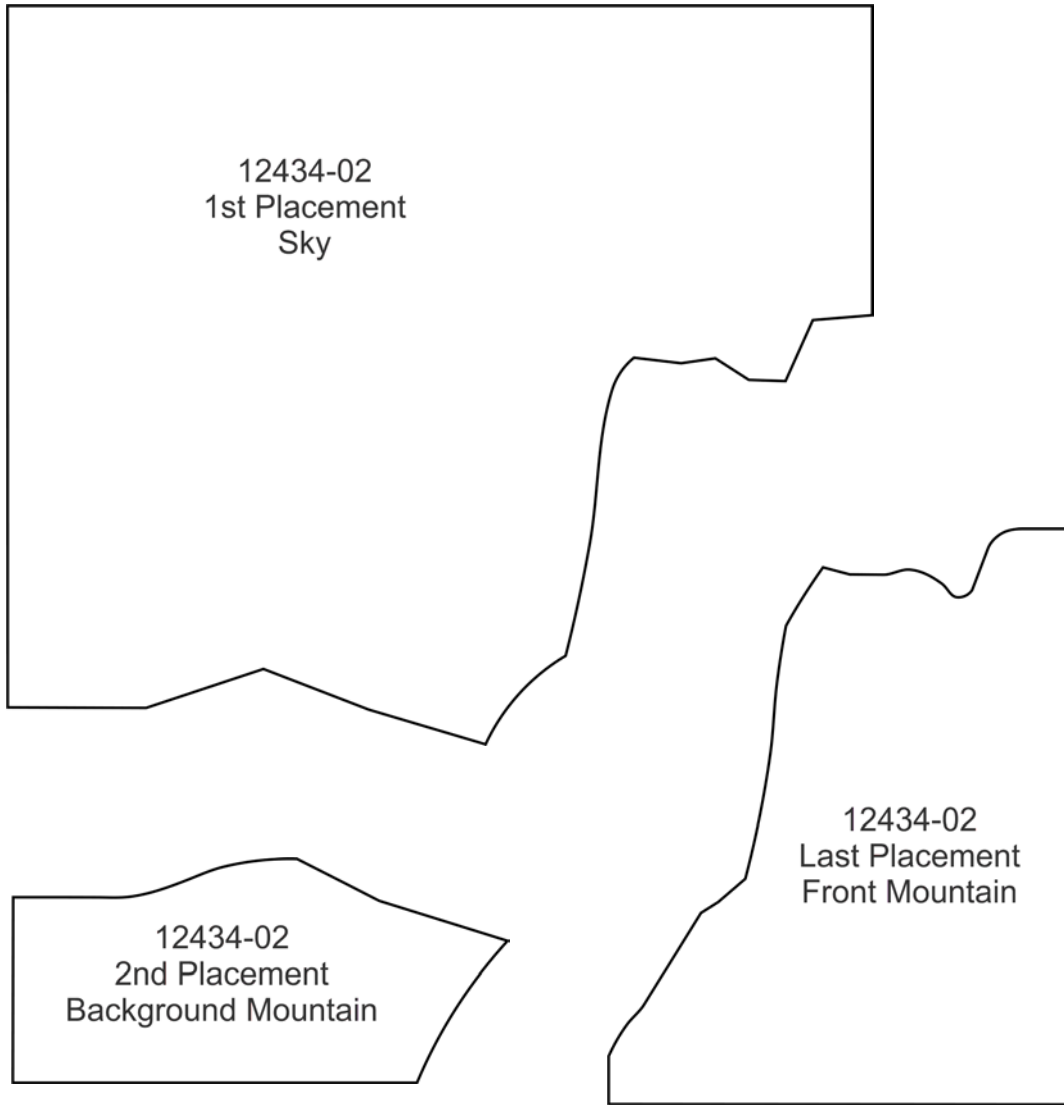 12434-02
1st Placement
Sky
12434-02
Last Placement
Front Mountain
12434-02
2nd Placement
Background Mountain